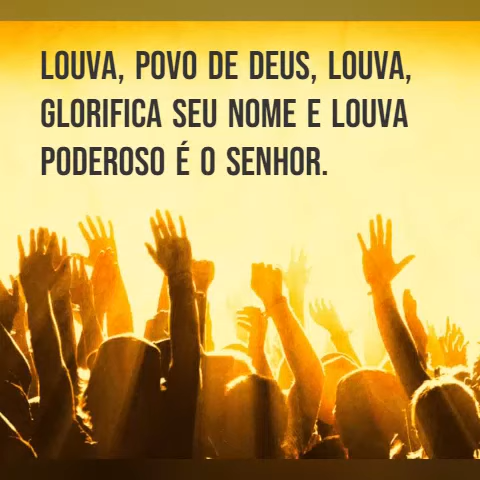 LOUVA, POVO DE DEUS, LOUVA,
GLORIFICA SEU NOME E LOUVA
PODEROSO É O SENHOR.